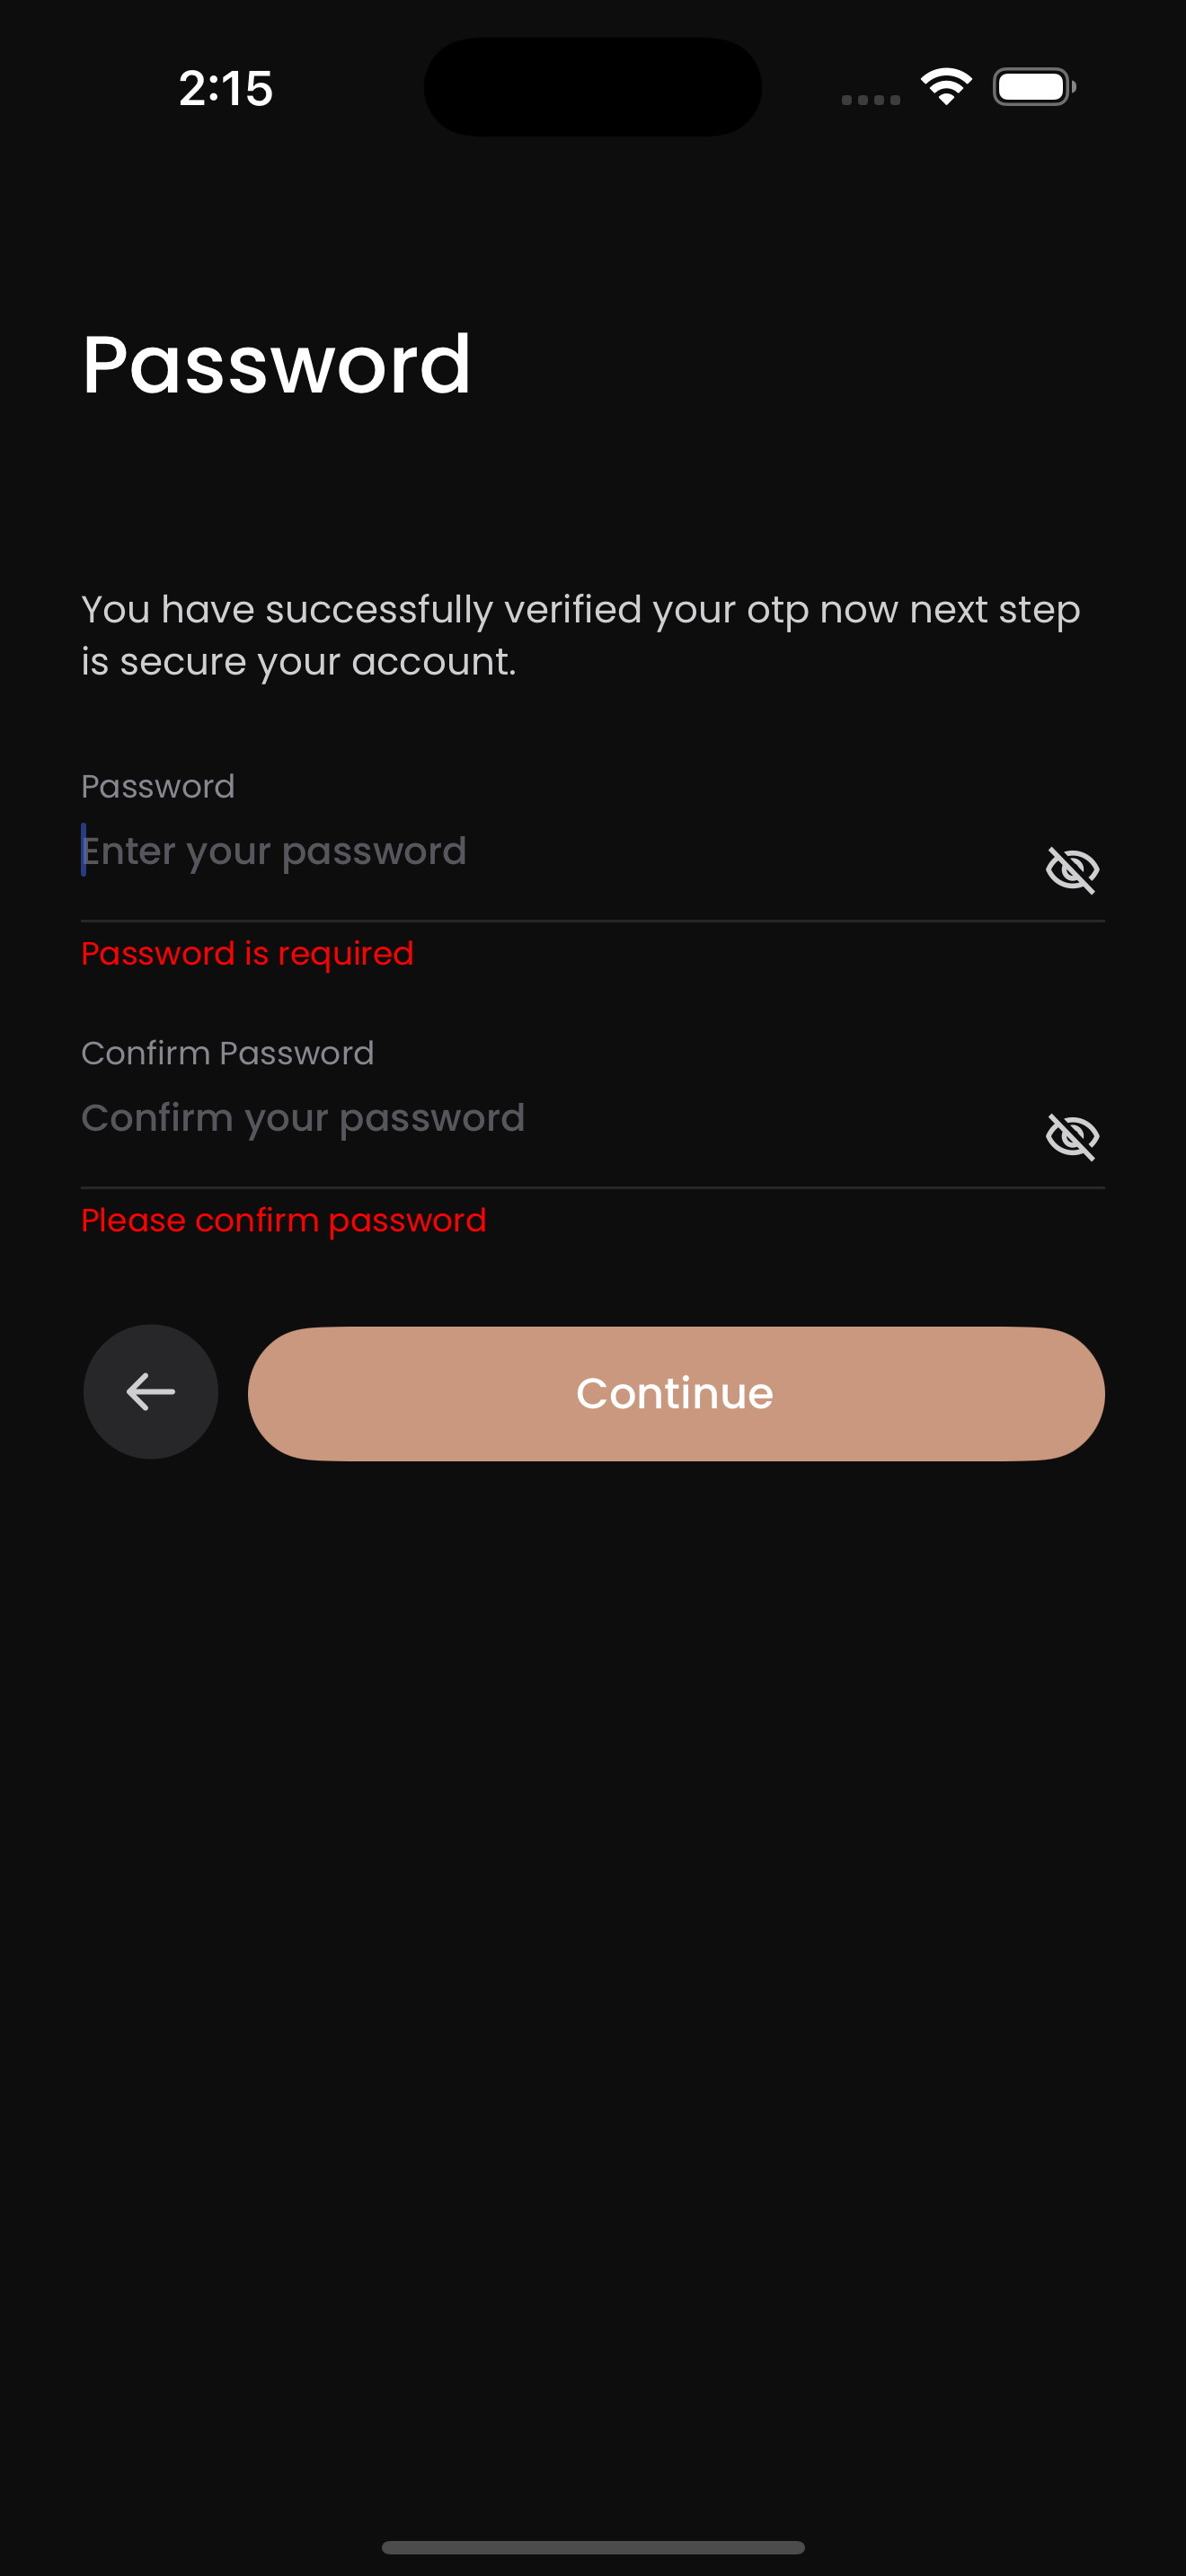 2:15
Password
You have successfully verified your otp now next step
is secure your account.
Password
Enter your password
Password is required
Confirm Password
Confirm your password
Please confirm password
Continue